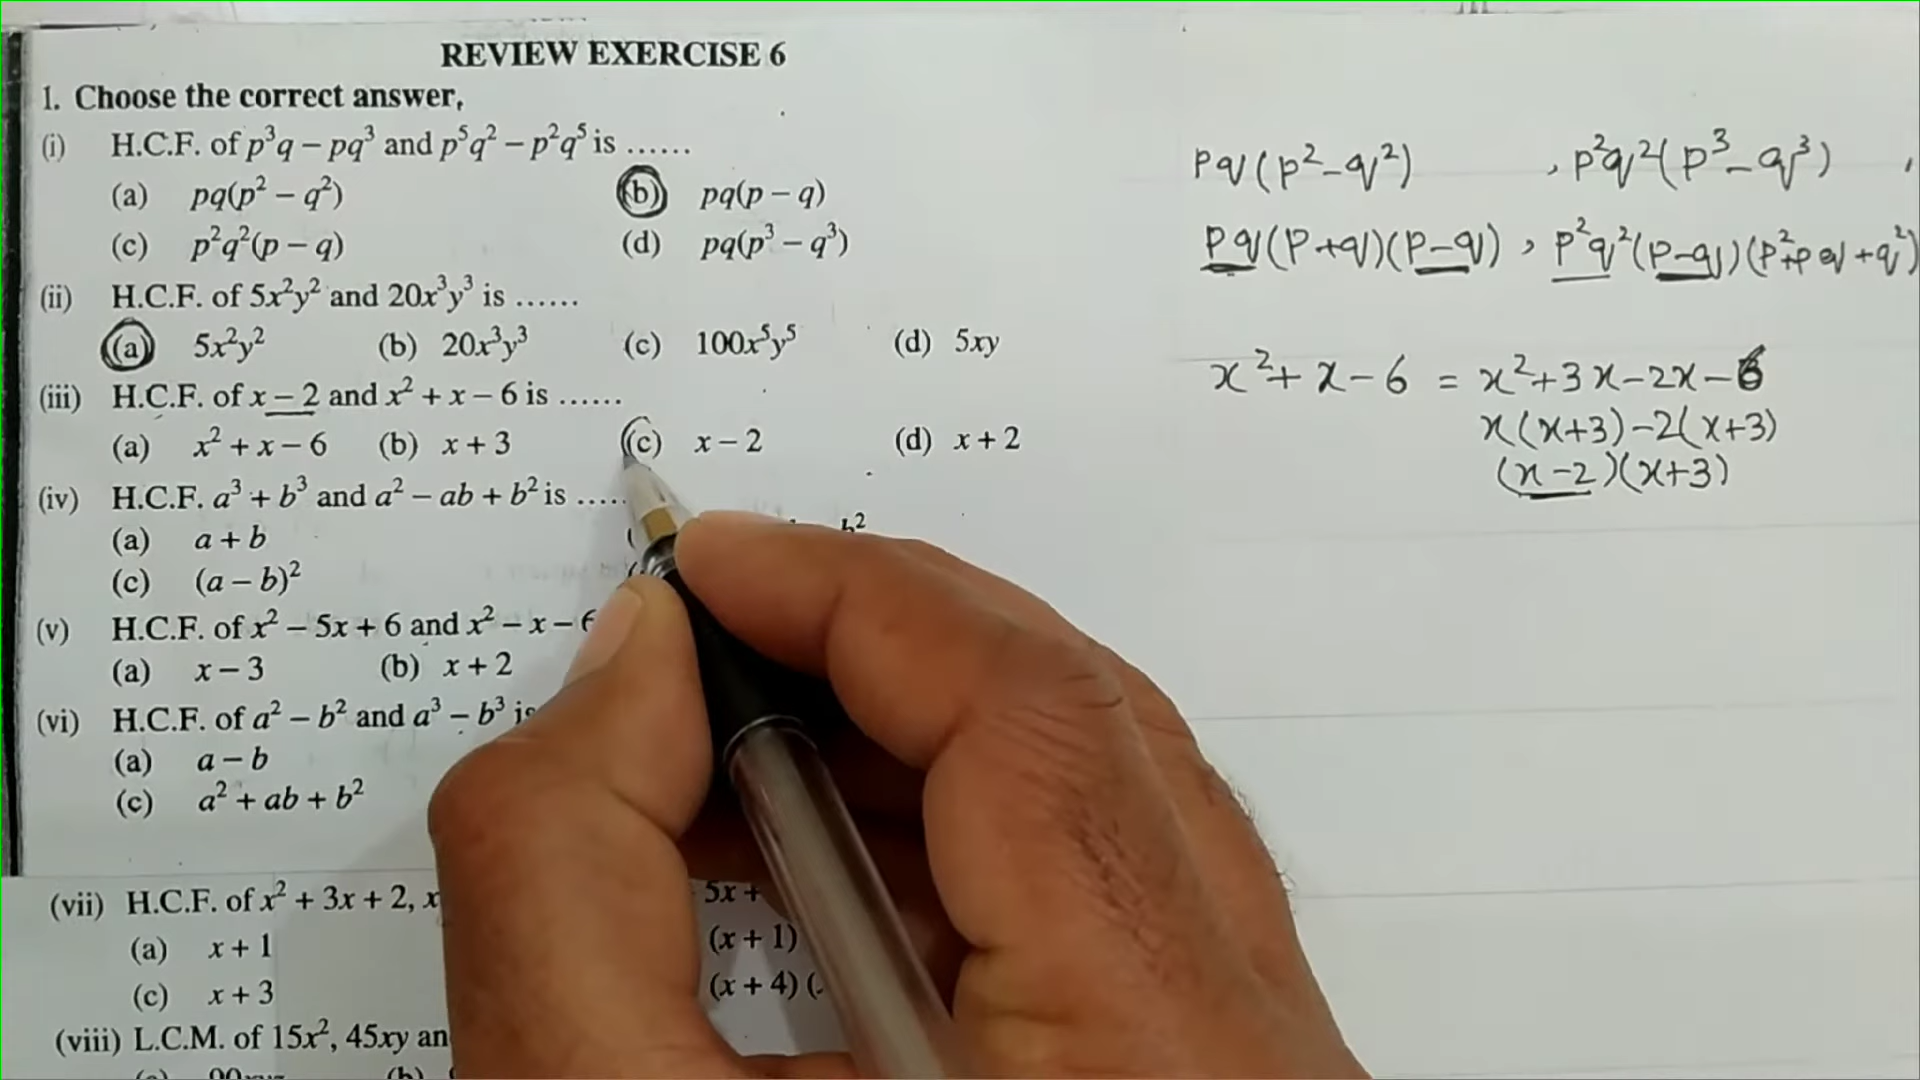 REVIEW EXERCISE 6
1. Choose the correct answer,
(i) H.C.F. of p³q – pq³ and p⁵q² – p²q⁵ is ......
(a) pq(p² – q²) (b) pq(p – q)
(c) p²q²(p – q) (d) pq(p³ – q³)
(ii) H.C.F. of 5x²y² and 20x³y³ is ......
(a) 5x²y² (b) 20x³y³ (c) 100x⁵y⁵ (d) 5xy
(iii) H.C.F. of x – 2 and x² + x – 6 is ......
(a) x² + x – 6 (b) x + 3 (c) x – 2 (d) x + 2
(iv) H.C.F. a³ + b³ and a² – ab + b² is .....
(a) a + b
b²
(c) (a – b)²
(v) H.C.F. of x² – 5x + 6 and x² – x – 6
(a) x – 3 (b) x + 2
(vi) H.C.F. of a² – b² and a³ – b³ is
(a) a – b
(c) a² + ab + b²
(vii) H.C.F. of x² + 3x + 2, x 5x +
(a) x + 1 (x + 1)
(c) x + 3 (x + 4) (
(viii) L.C.M. of 15x², 45xy an
(b)
pq(p²-q²) , p²q²(p³-q³) ,
pq(p+q)(p-q) , p²q²(p-q)(p²+pq+q²)
x²+x-6 = x²+3x-2x-6
x(x+3)-2(x+3)
(x-2)(x+3)